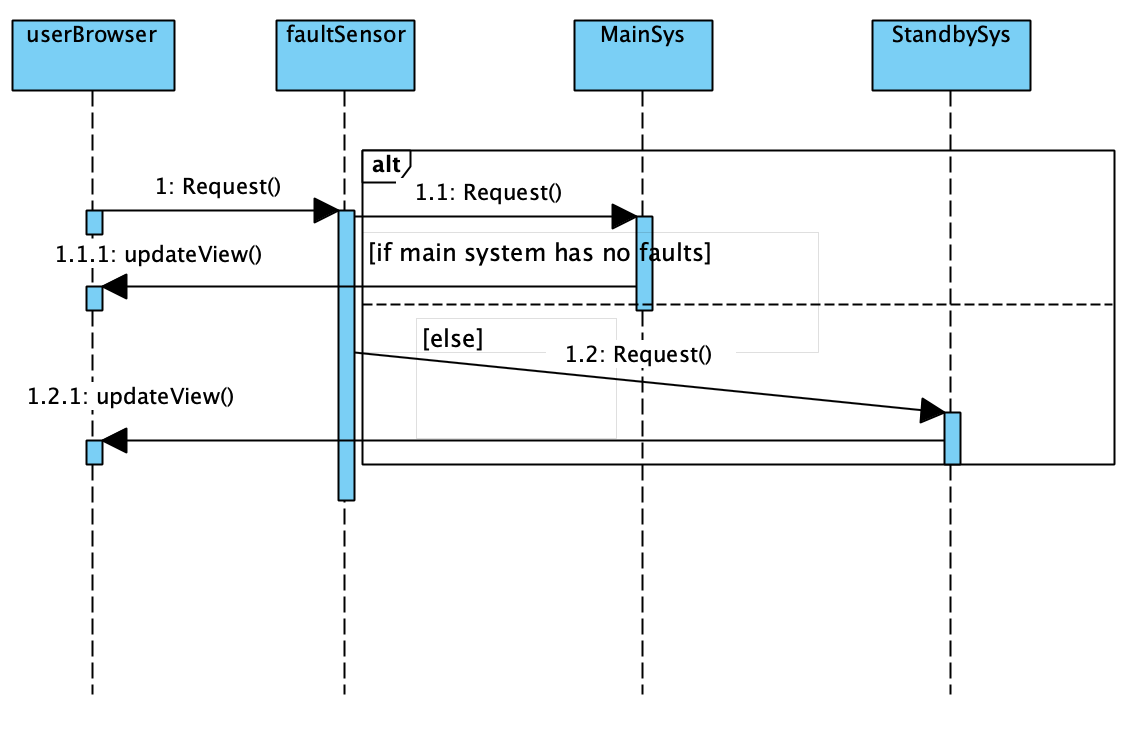 userBrowser
faultSensor
MainSys
StandbySys
alt
1: Request()
1.1: Request()
1.1.1: updateView()
[if main system has no faults]
[else]
1.2: Request()
1.2.1: updateView()